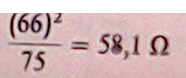 (66)² / 75 = 58,1 Ω